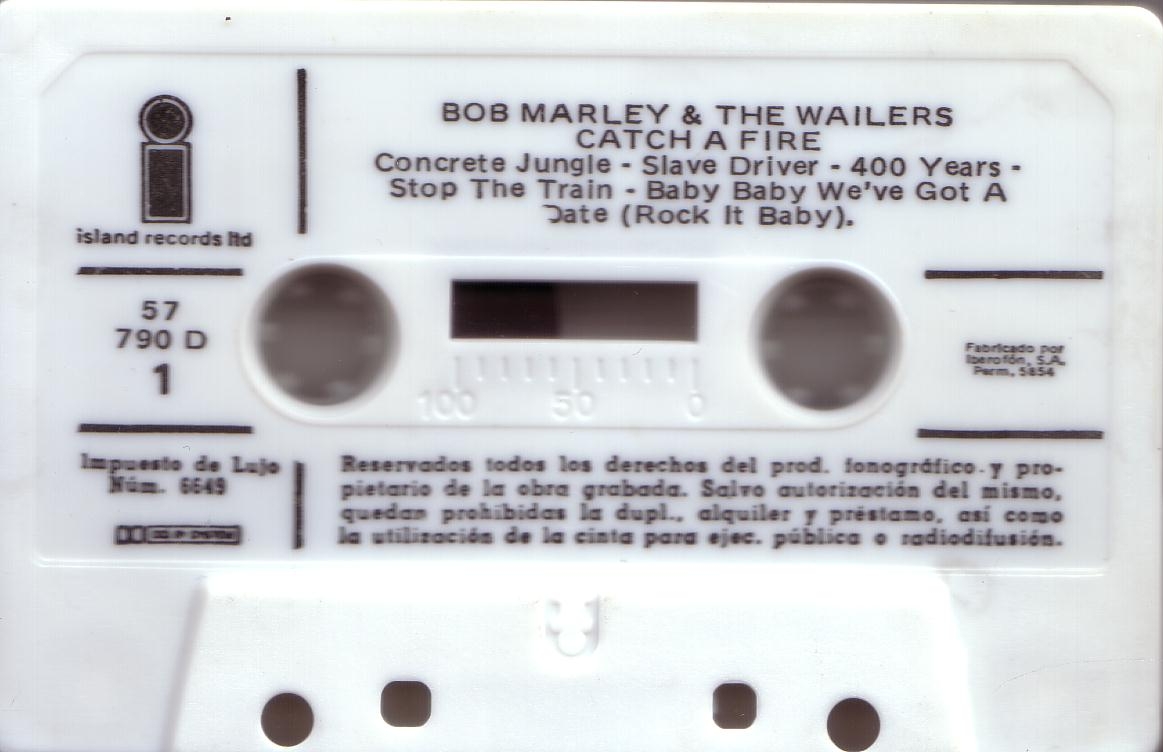 BOB MARLEY & THE WAILERS
CATCH A FIRE
Concrete Jungle - Slave Driver - 400 Years -
Stop The Train - Baby Baby We've Got A
Date (Rock It Baby).
island records ltd
57
790 D
1
100 50 0
Fabricado por
Iberofón, S.A.
Perm, 5854
Impuesto de Lujo
Núm. 6649
Reservados todos los derechos del prod. fonográfico y pro-
pietario de la obra grabada. Salvo autorización del mismo,
quedan prohibidas la dupl., alquiler y préstamo, así como
la utilización de la cinta para ejec. pública o radiodifusión.